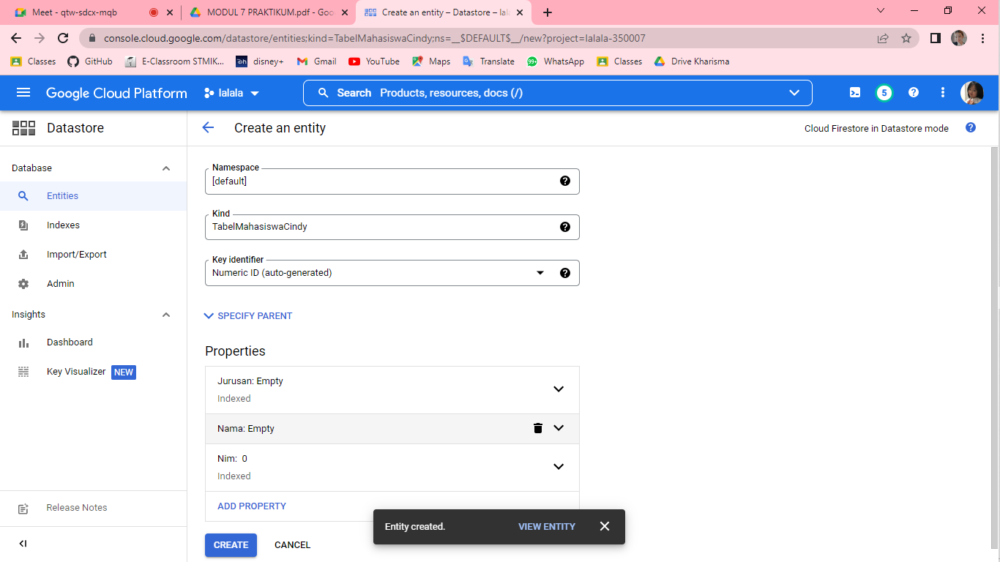 Meet - qtw-sdcx-mqb
MODUL 7 PRAKTIKUM.pdf - Goo
Create an entity – Datastore – lala
console.cloud.google.com/datastore/entities;kind=TabelMahasiswaCindy;ns=__$DEFAULT$__/new?project=lalala-350007
Classes GitHub E-Classroom STMIK... disney+ Gmail YouTube Maps Translate WhatsApp Classes Drive Kharisma
Google Cloud Platform lalala Search Products, resources, docs (/) 5
Datastore
Create an entity
Cloud Firestore in Datastore mode
Database
Entities
Indexes
Import/Export
Admin
Insights
Dashboard
Key Visualizer NEW
Release Notes
Namespace
[default]
Kind
TabelMahasiswaCindy
Key identifier
Numeric ID (auto-generated)
SPECIFY PARENT
Properties
Jurusan: Empty
Indexed
Nama: Empty
Nim: 0
Indexed
ADD PROPERTY
Entity created. VIEW ENTITY
CREATE CANCEL